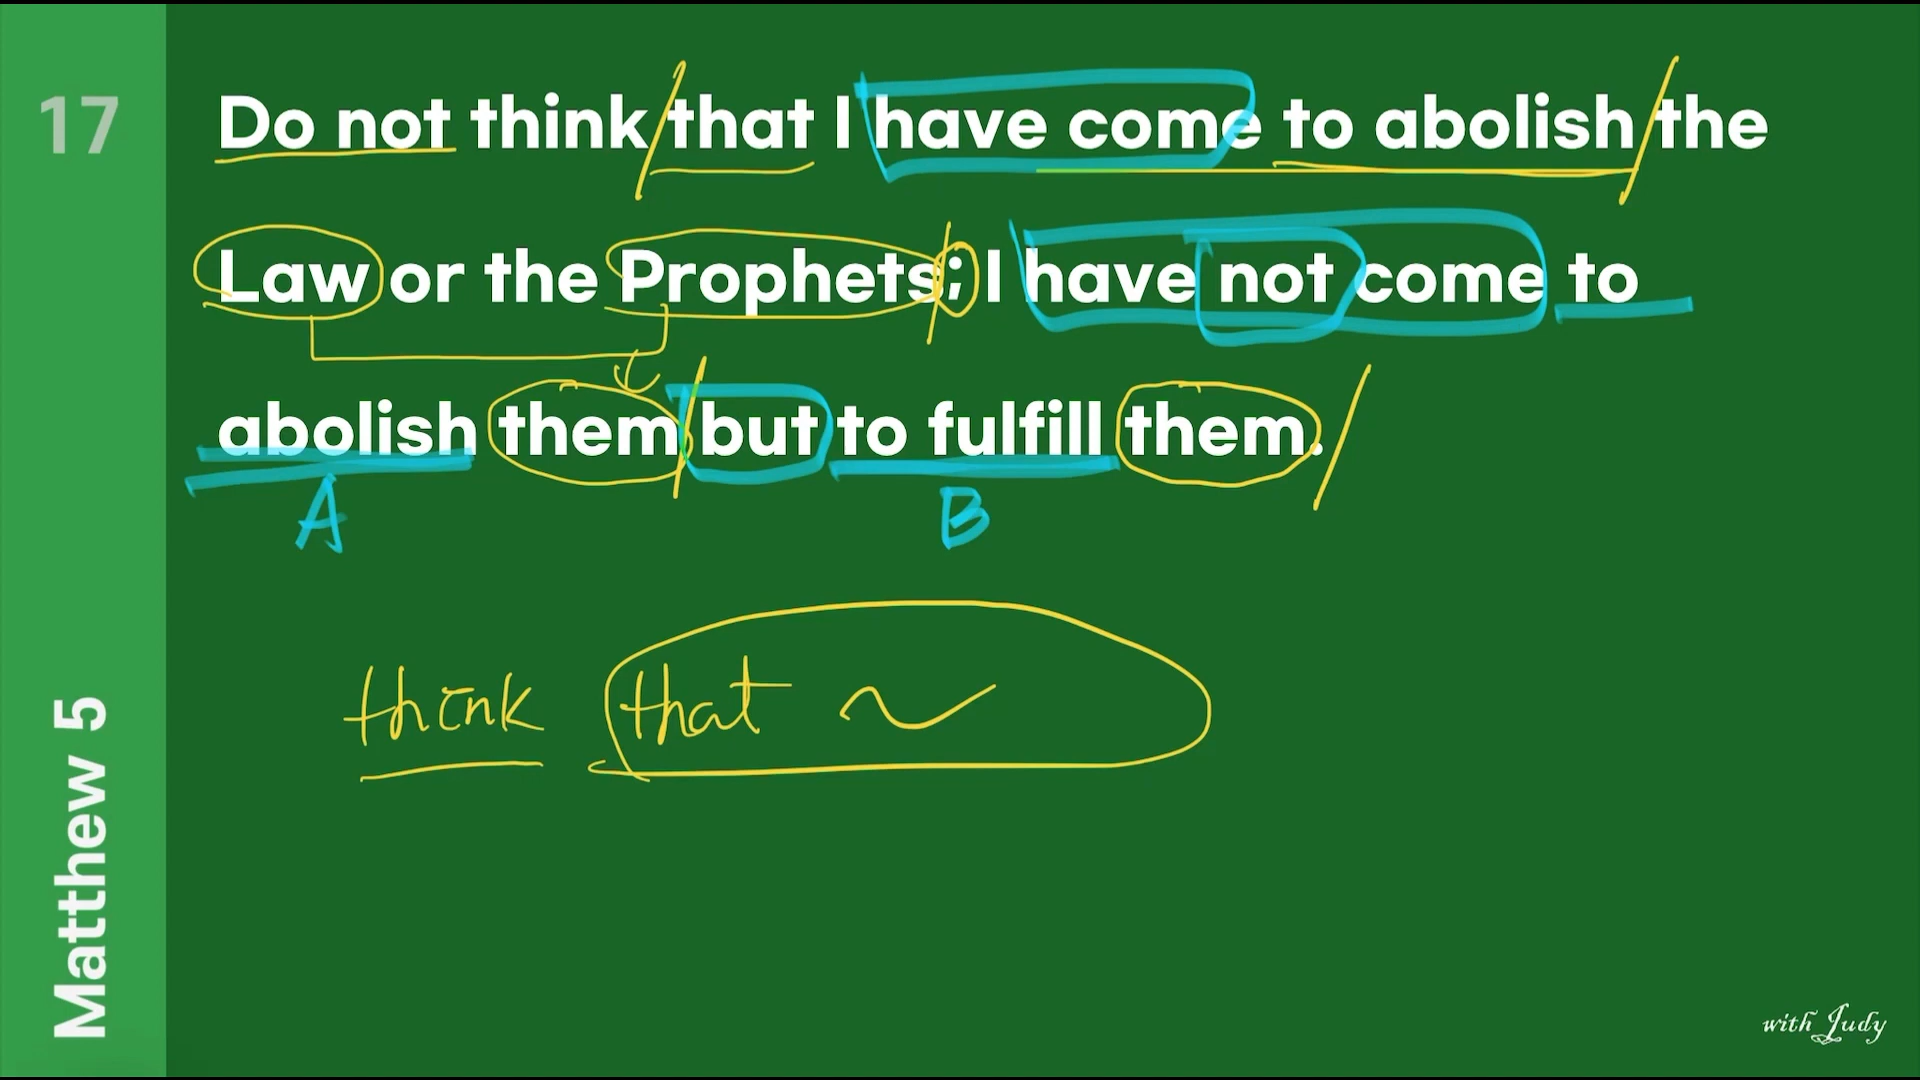 17
Do not think that I have come to abolish the
Law or the Prophets; I have not come to
abolish them but to fulfill them.
A B
think that ~
Matthew 5
with Judy